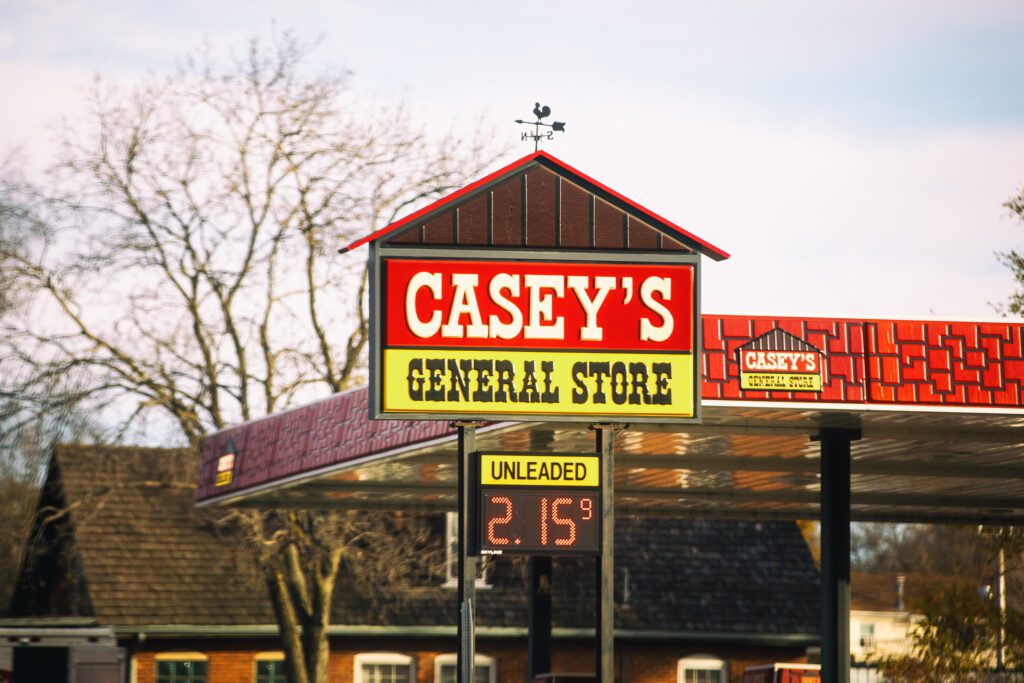 N S
CASEY'S
GENERAL STORE
CASEY'S
GENERAL STORE
UNLEADED
2.15 9